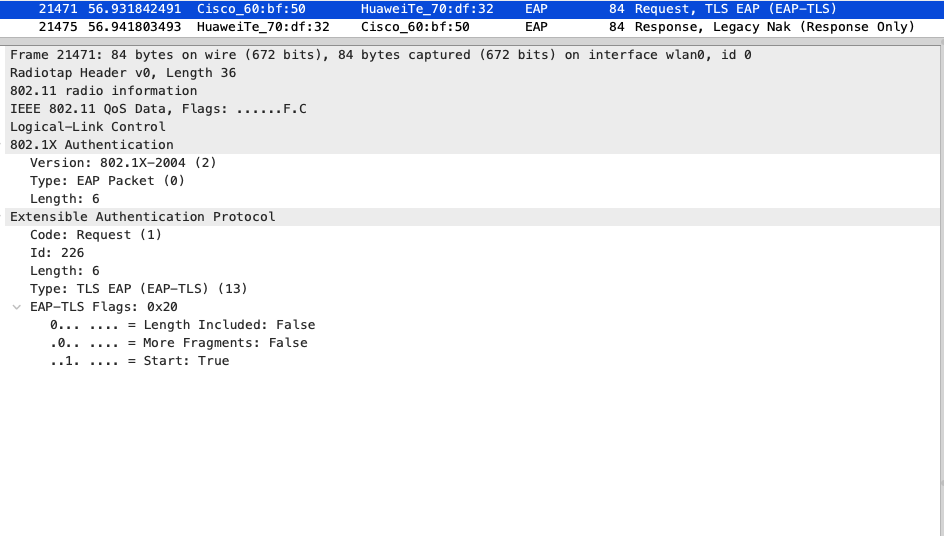 21471 56.931842491 Cisco_60:bf:50 HuaweiTe_70:df:32 EAP 84 Request, TLS EAP (EAP-TLS)
21475 56.941803493 HuaweiTe_70:df:32 Cisco_60:bf:50 EAP 84 Response, Legacy Nak (Response Only)
Frame 21471: 84 bytes on wire (672 bits), 84 bytes captured (672 bits) on interface wlan0, id 0
Radiotap Header v0, Length 36
802.11 radio information
IEEE 802.11 QoS Data, Flags: ......F.C
Logical-Link Control
802.1X Authentication
Version: 802.1X-2004 (2)
Type: EAP Packet (0)
Length: 6
Extensible Authentication Protocol
Code: Request (1)
Id: 226
Length: 6
Type: TLS EAP (EAP-TLS) (13)
EAP-TLS Flags: 0x20
0... .... = Length Included: False
.0.. .... = More Fragments: False
..1. .... = Start: True